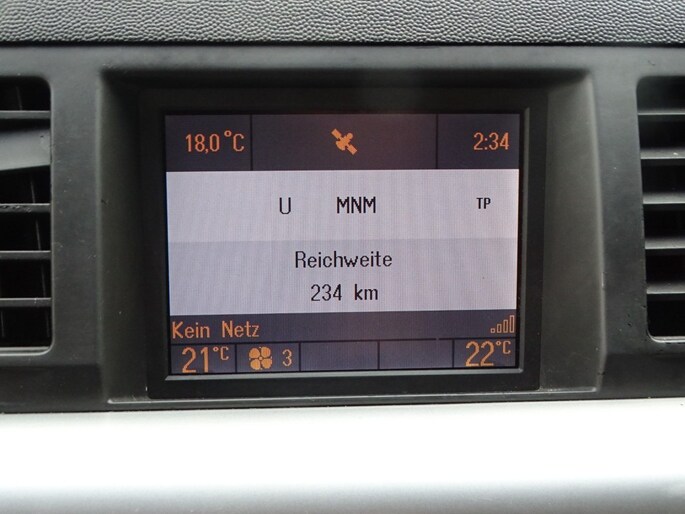 18,0°C 2:34
U MNM TP
Reichweite
234 km
Kein Netz
21°C 3 22°C